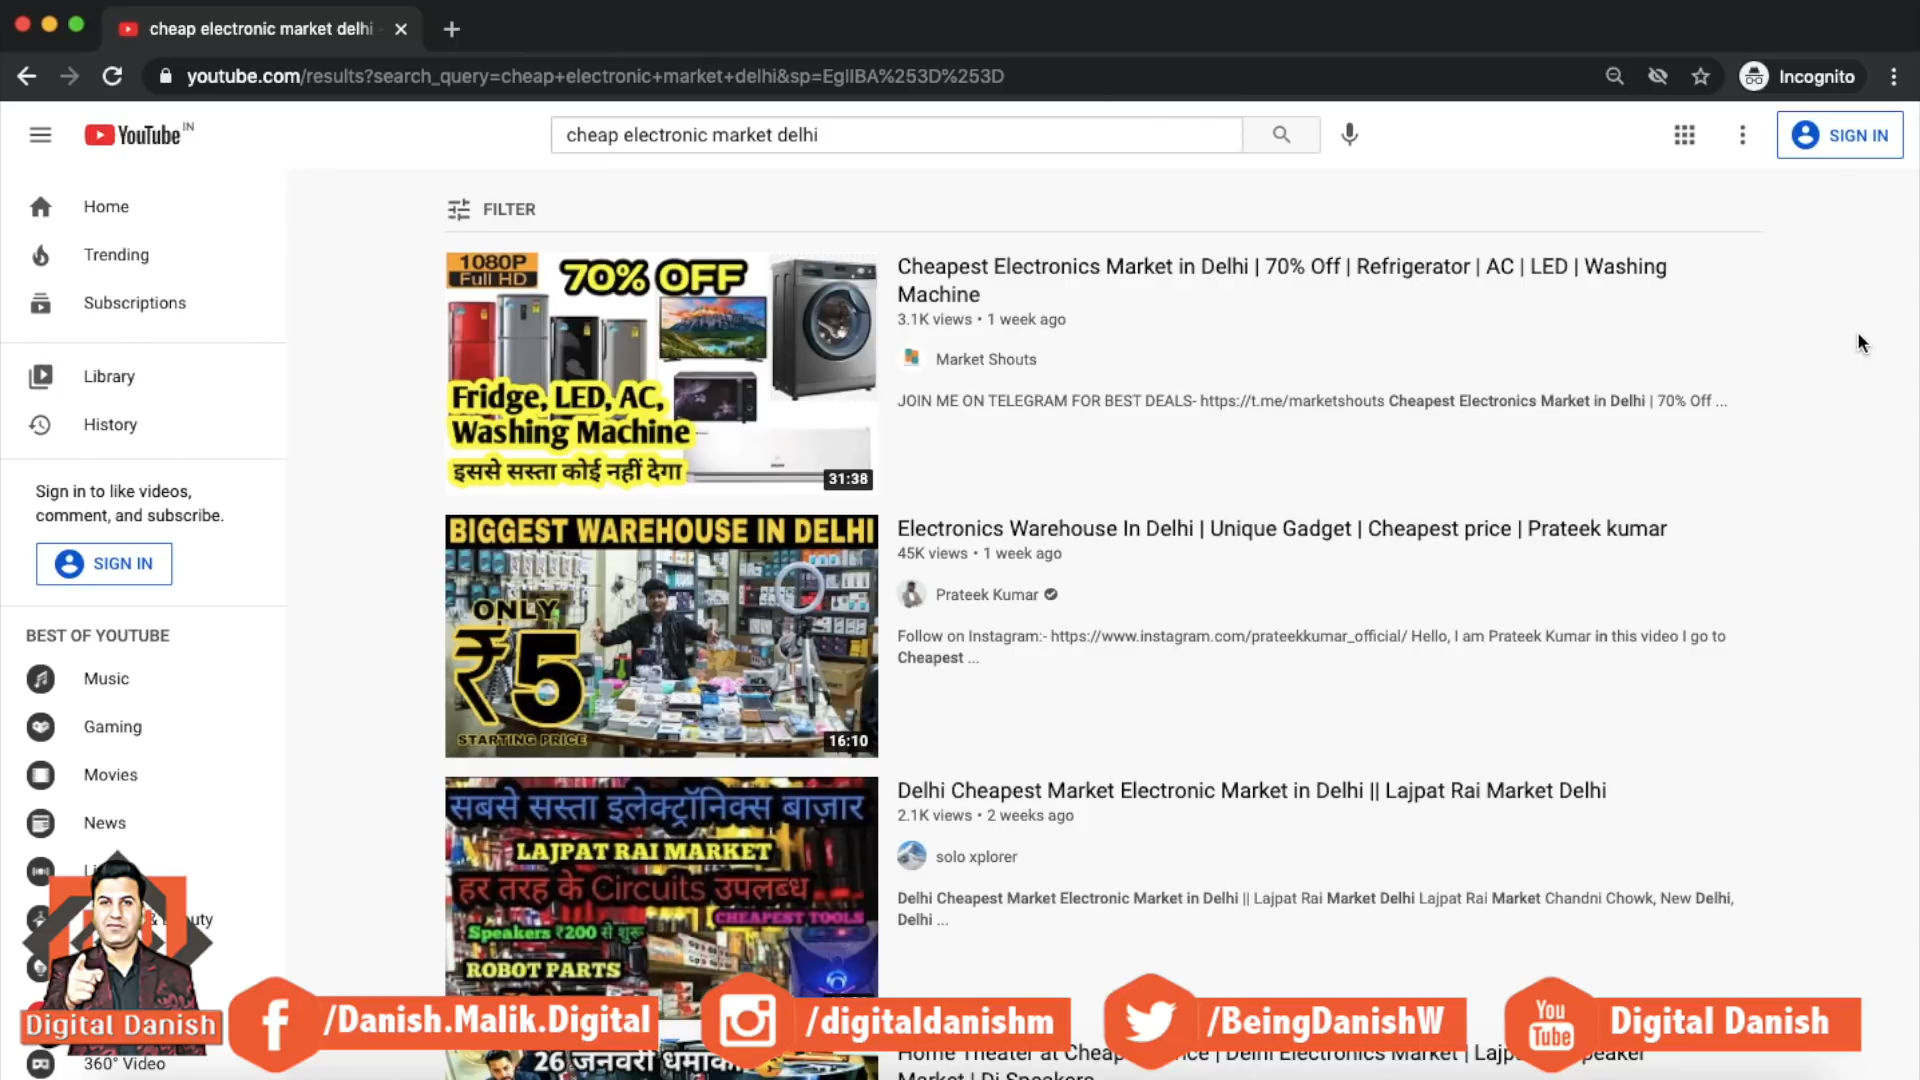 cheap electronic market delhi
youtube.com/results?search_query=cheap+electronic+market+delhi&sp=EgIIBA%253D%253D
Incognito
YouTube IN
cheap electronic market delhi
SIGN IN
Home
Trending
Subscriptions
Library
History
Sign in to like videos,
comment, and subscribe.
SIGN IN
BEST OF YOUTUBE
Music
Gaming
Movies
News
360° Video
FILTER
1080P
Full HD
70% OFF
Fridge, LED, AC,
Washing Machine
इससे सस्ता कोई नहीं देगा
31:38
Cheapest Electronics Market in Delhi | 70% Off | Refrigerator | AC | LED | Washing
Machine
3.1K views • 1 week ago
Market Shouts
JOIN ME ON TELEGRAM FOR BEST DEALS- https://t.me/marketshouts Cheapest Electronics Market in Delhi | 70% Off ...
BIGGEST WAREHOUSE IN DELHI
ONLY
₹5
STARTING PRICE
16:10
Electronics Warehouse In Delhi | Unique Gadget | Cheapest price | Prateek kumar
45K views • 1 week ago
Prateek Kumar
Follow on Instagram:- https://www.instagram.com/prateekkumar_official/ Hello, I am Prateek Kumar in this video I go to
Cheapest ...
सबसे सस्ता इलेक्ट्रॉनिक्स बाज़ार
LAJPAT RAI MARKET
हर तरह के Circuits उपलब्ध
CHEAPEST TOOLS
Speakers ₹200 से शुरू
ROBOT PARTS
Delhi Cheapest Market Electronic Market in Delhi || Lajpat Rai Market Delhi
2.1K views • 2 weeks ago
solo xplorer
Delhi Cheapest Market Electronic Market in Delhi || Lajpat Rai Market Delhi Lajpat Rai Market Chandni Chowk, New Delhi,
Delhi ...
26 जनवरी
Home Theater at
Delhi Electronics Market |
Digital Danish
/Danish.Malik.Digital
/digitaldanishm
/BeingDanishW
You
Tube
Digital Danish